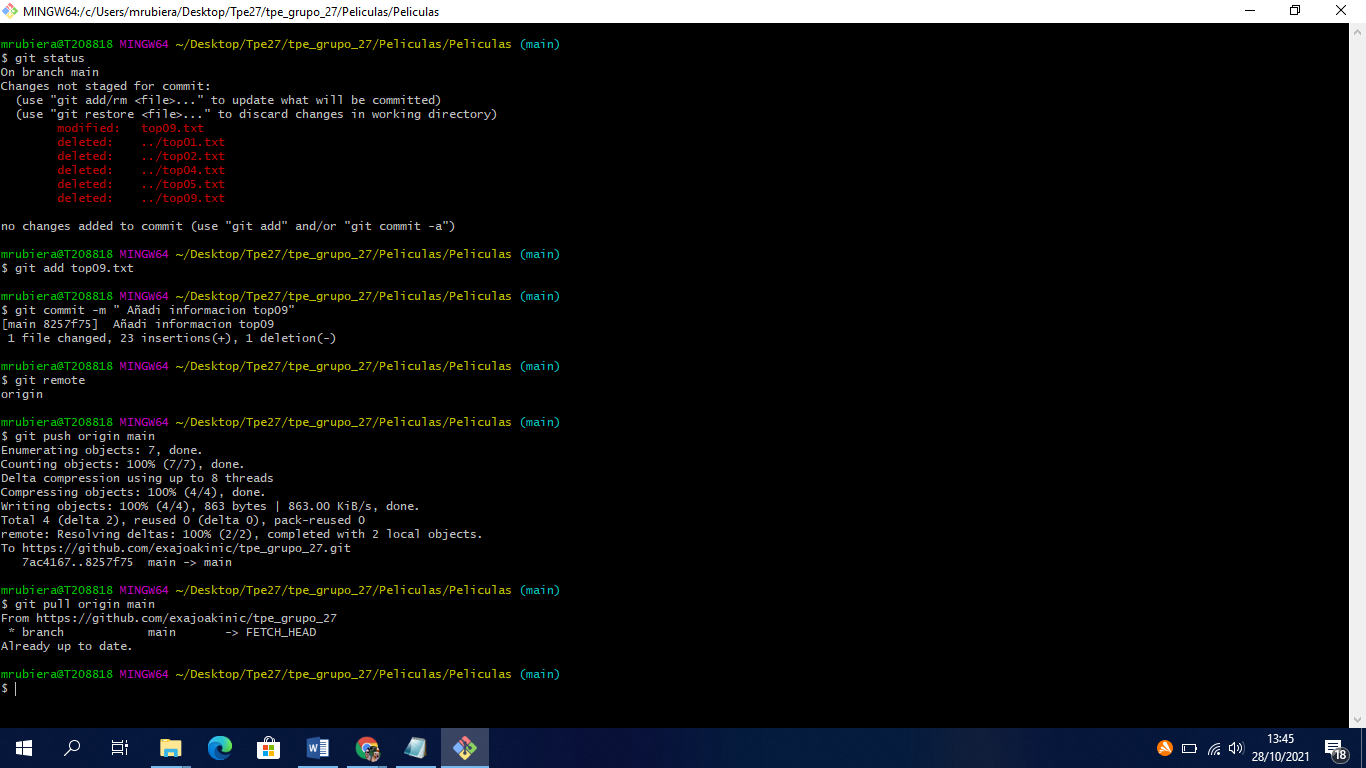 MINGW64:/c/Users/mrubiera/Desktop/Tpe27/tpe_grupo_27/Peliculas/Peliculas
mrubiera@T208818 MINGW64 ~/Desktop/Tpe27/tpe_grupo_27/Peliculas/Peliculas (main)
$ git status
On branch main
Changes not staged for commit:
  (use "git add/rm <file>..." to update what will be committed)
  (use "git restore <file>..." to discard changes in working directory)
        modified:   top09.txt
        deleted:    ../top01.txt
        deleted:    ../top02.txt
        deleted:    ../top04.txt
        deleted:    ../top05.txt
        deleted:    ../top09.txt
no changes added to commit (use "git add" and/or "git commit -a")
mrubiera@T208818 MINGW64 ~/Desktop/Tpe27/tpe_grupo_27/Peliculas/Peliculas (main)
$ git add top09.txt
mrubiera@T208818 MINGW64 ~/Desktop/Tpe27/tpe_grupo_27/Peliculas/Peliculas (main)
$ git commit -m " Añadi informacion top09"
[main 8257f75]  Añadi informacion top09
 1 file changed, 23 insertions(+), 1 deletion(-)
mrubiera@T208818 MINGW64 ~/Desktop/Tpe27/tpe_grupo_27/Peliculas/Peliculas (main)
$ git remote
origin
mrubiera@T208818 MINGW64 ~/Desktop/Tpe27/tpe_grupo_27/Peliculas/Peliculas (main)
$ git push origin main
Enumerating objects: 7, done.
Counting objects: 100% (7/7), done.
Delta compression using up to 8 threads
Compressing objects: 100% (4/4), done.
Writing objects: 100% (4/4), 863 bytes | 863.00 KiB/s, done.
Total 4 (delta 2), reused 0 (delta 0), pack-reused 0
remote: Resolving deltas: 100% (2/2), completed with 2 local objects.
To https://github.com/exajoakinic/tpe_grupo_27.git
   7ac4167..8257f75  main -> main
mrubiera@T208818 MINGW64 ~/Desktop/Tpe27/tpe_grupo_27/Peliculas/Peliculas (main)
$ git pull origin main
From https://github.com/exajoakinic/tpe_grupo_27
 * branch            main       -> FETCH_HEAD
Already up to date.
mrubiera@T208818 MINGW64 ~/Desktop/Tpe27/tpe_grupo_27/Peliculas/Peliculas (main)
$
13:45
28/10/2021
18